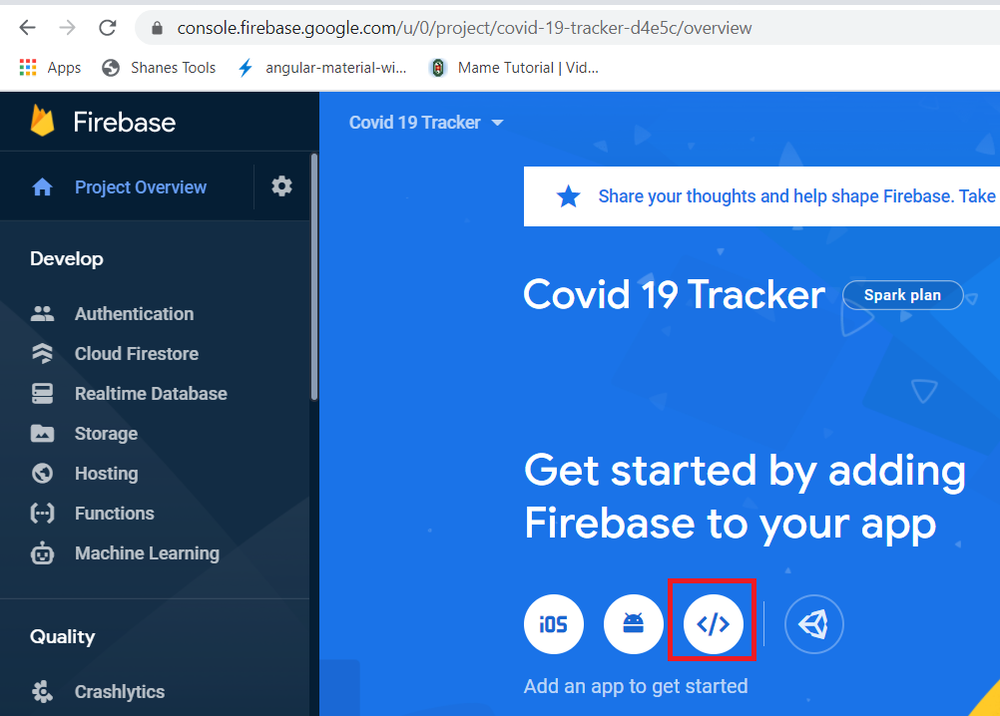 console.firebase.google.com/u/0/project/covid-19-tracker-d4e5c/overview
Apps Shanes Tools angular-material-wi... Mame Tutorial | Vid...
Firebase
Covid 19 Tracker
Project Overview
Share your thoughts and help shape Firebase. Take
Develop
Covid 19 Tracker Spark plan
Authentication
Cloud Firestore
Realtime Database
Storage
Hosting
Functions
Machine Learning
Get started by adding
Firebase to your app
iOS </>
Add an app to get started
Quality
Crashlytics